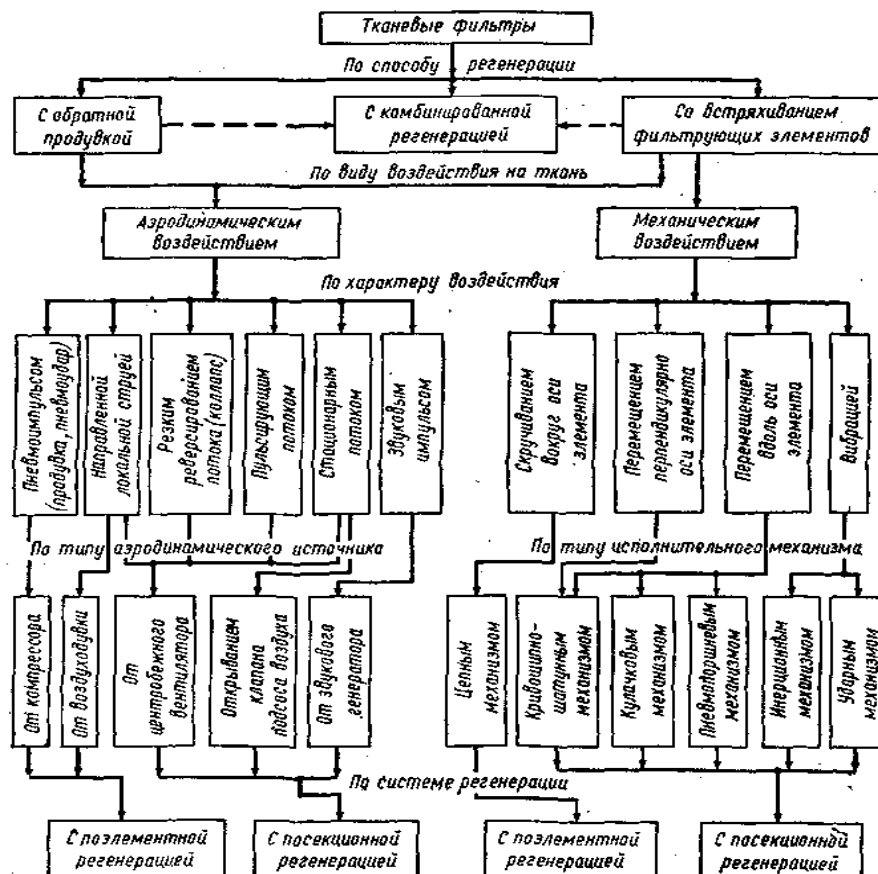 Тканевые фильтры
По способу регенерации
С обратной
продувкой
С комбинированной
регенерацией
Со встряхиванием
фильтрующих элементов
По виду воздействия на ткань
Аэродинамическим
воздействием
Механическим
воздействием
По характеру воздействия
Пневмоимпульсом
(продувка, пневмоудар)
Направленной
локальной струей
Резким
реверсированием
потока (коллапс)
Пульсирующим
потоком
Стационарным
потоком
Звуковым
импульсом
Скручиванием
вокруг оси
элемента
Перемещением
перпендикулярно
оси элемента
Перемещением
вдоль оси
элемента
Вибрацией
По типу аэродинамического источника
По типу исполнительного механизма
От компрессора
От воздуходувки
От
центробежного
вентилятора
Открыванием
клапана
подсоса воздуха
От звукового
генератора
Цепным
механизмом
Кривошипно-
шатунным
механизмом
Кулачковым
механизмом
Пневмопоршневым
механизмом
Инерционным
механизмом
Ударным
механизмом
По системе регенерации
С поэлементной
регенерацией
С посекционной
регенерацией
С поэлементной
регенерацией
С посекционной
регенерацией